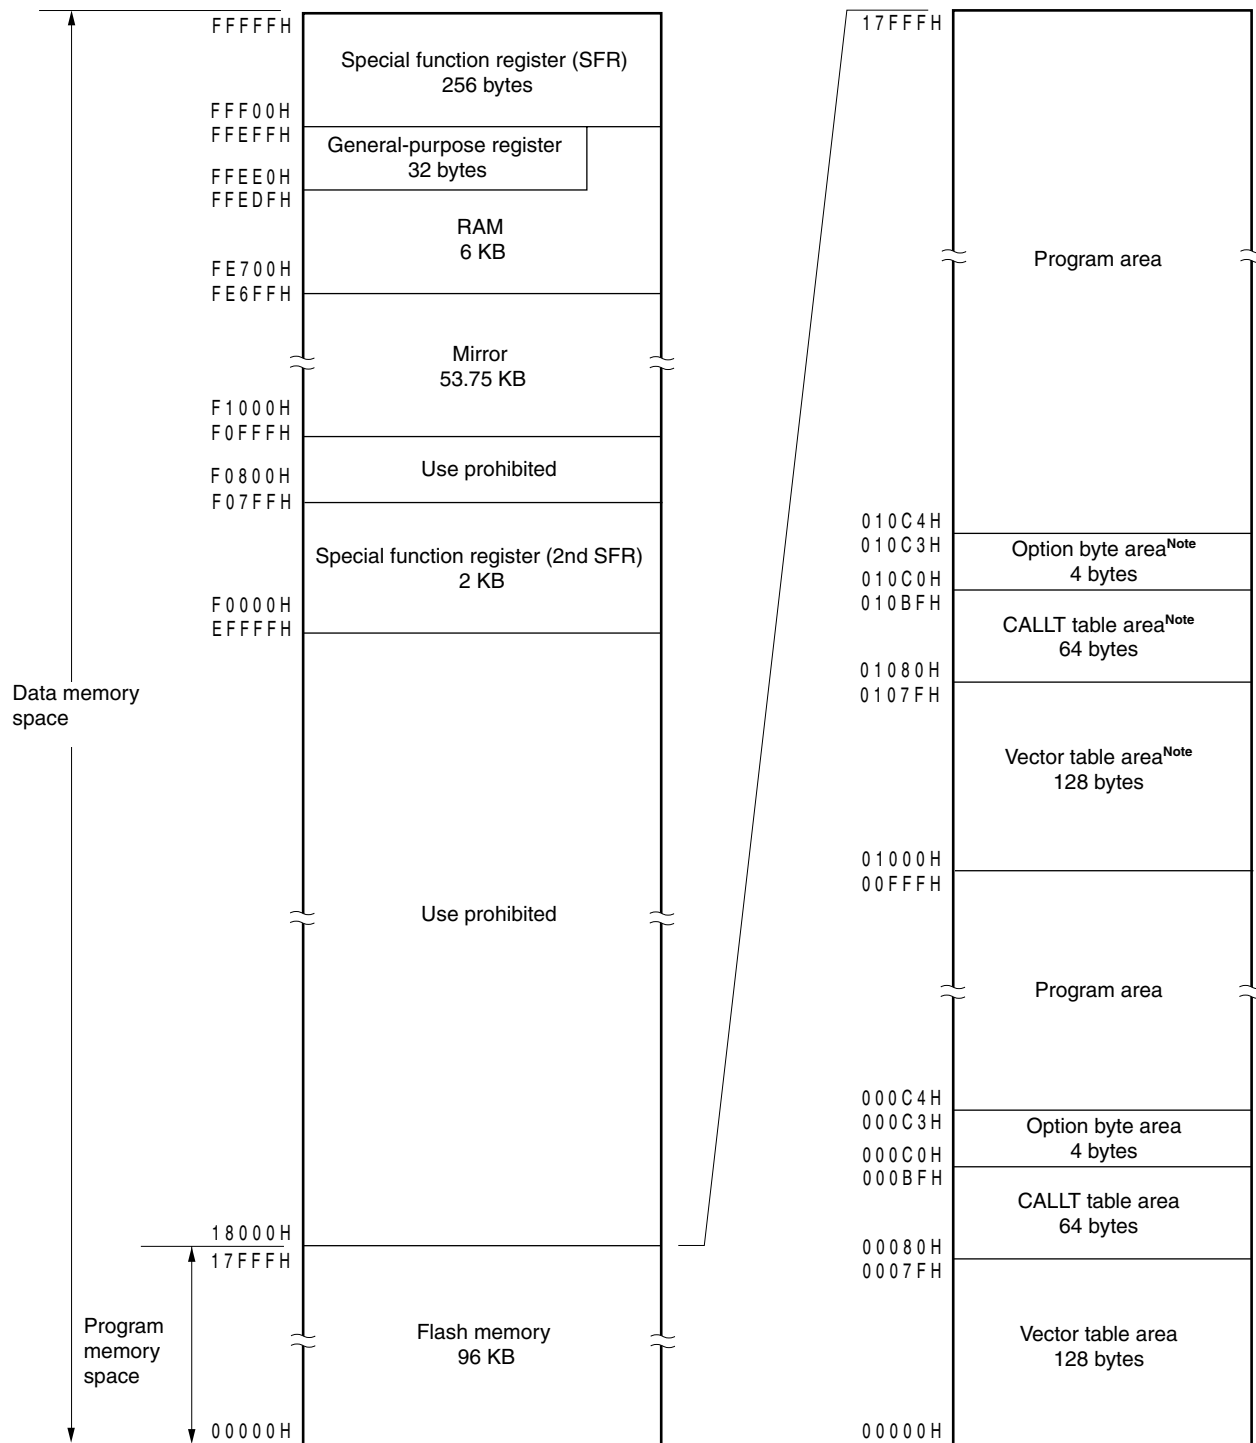 FFFFFH
Special function register (SFR)
256 bytes
FFF00H
FFEFFH
General-purpose register
32 bytes
FFEE0H
FFEDFH
RAM
6 KB
FE700H
FE6FFH
Mirror
53.75 KB
F1000H
F0FFFH
Use prohibited
F0800H
F07FFH
Special function register (2nd SFR)
2 KB
F0000H
EFFFFH
Data memory
space
Use prohibited
18000H
17FFFH
Program
memory
space
Flash memory
96 KB
00000H
17FFFH
Program area
010C4H
010C3H
Option byte areaNote
4 bytes
010C0H
010BFH
CALLT table areaNote
64 bytes
01080H
0107FH
Vector table areaNote
128 bytes
01000H
00FFFH
Program area
000C4H
000C3H
Option byte area
4 bytes
000C0H
000BFH
CALLT table area
64 bytes
00080H
0007FH
Vector table area
128 bytes
00000H